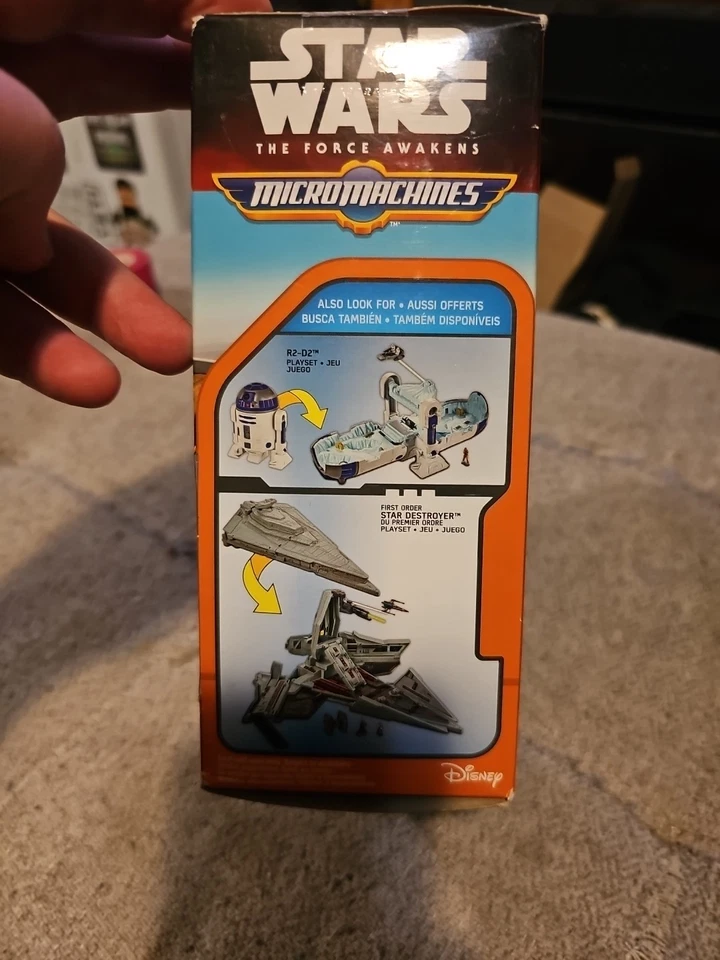 STAR
WARS
THE FORCE AWAKENS
MICROMACHINES
TM
ALSO LOOK FOR • AUSSI OFFERTS
BUSCA TAMBIÉN • TAMBÉM DISPONÍVEIS
R2-D2™
PLAYSET • JEU
JUEGO
FIRST ORDER
STAR DESTROYER™
DU PREMIER ORDRE
PLAYSET • JEU • JUEGO
DISNEY